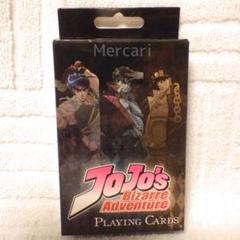 Mercari
JoJo's
Bizarre
Adventure
Playing Cards